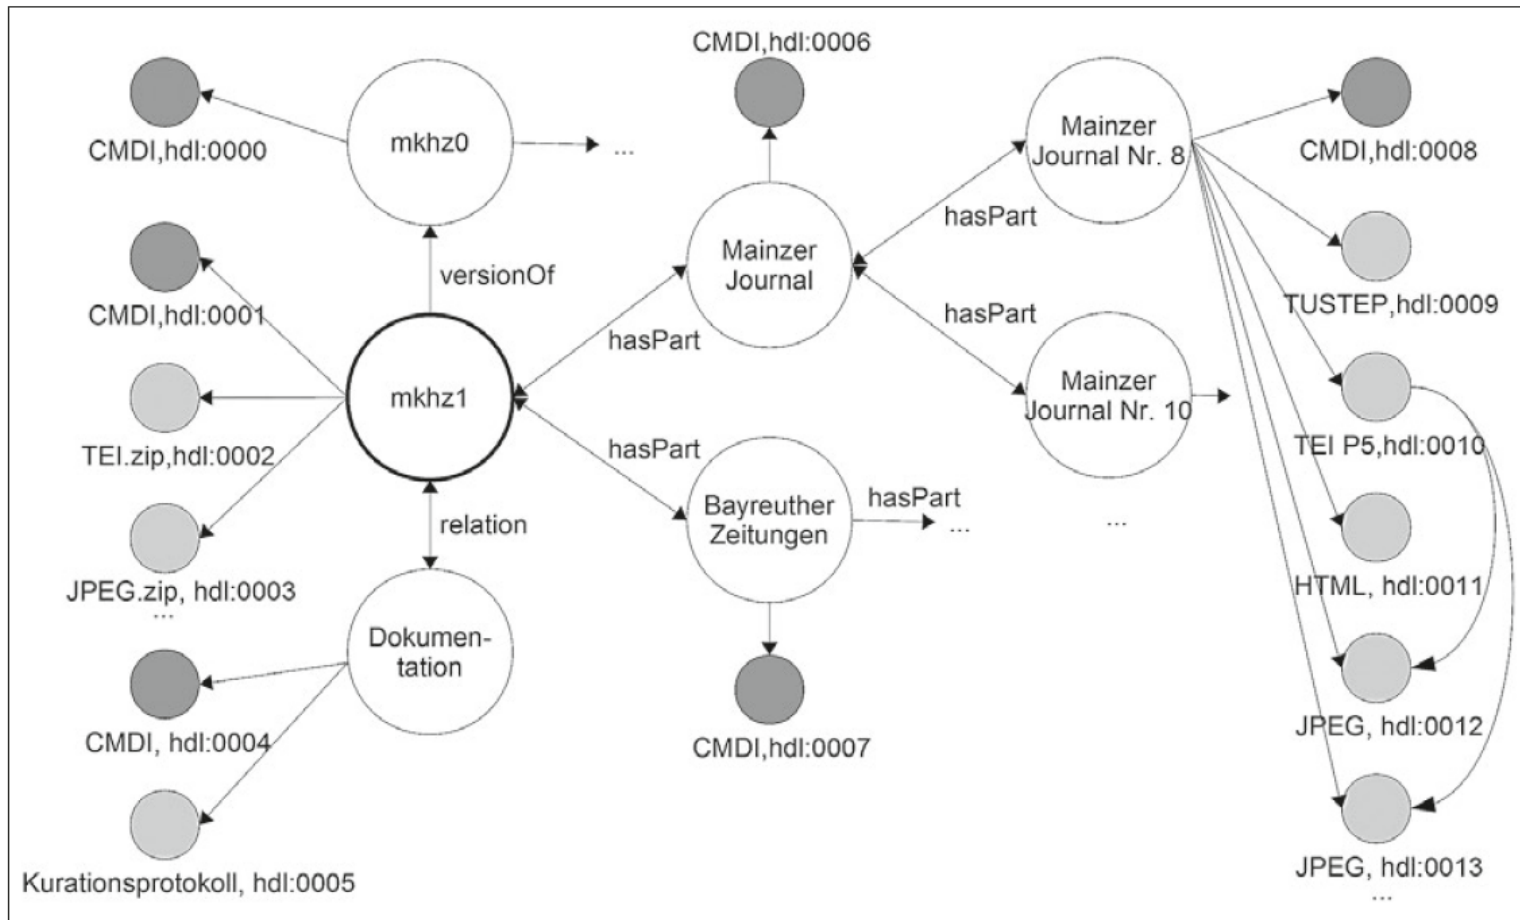 CMDI,hdl:0000
mkhz0
...
CMDI,hdl:0001
versionOf
mkhz1
TEI.zip,hdl:0002
JPEG.zip, hdl:0003
...
relation
Dokumen-
tation
CMDI, hdl:0004
Kurationsprotokoll, hdl:0005
CMDI,hdl:0006
Mainzer
Journal
hasPart
hasPart
Bayreuther
Zeitungen
hasPart
...
CMDI,hdl:0007
hasPart
hasPart
Mainzer
Journal Nr. 8
Mainzer
Journal Nr. 10
...
CMDI,hdl:0008
TUSTEP,hdl:0009
TEI P5,hdl:0010
HTML, hdl:0011
JPEG, hdl:0012
JPEG, hdl:0013
...